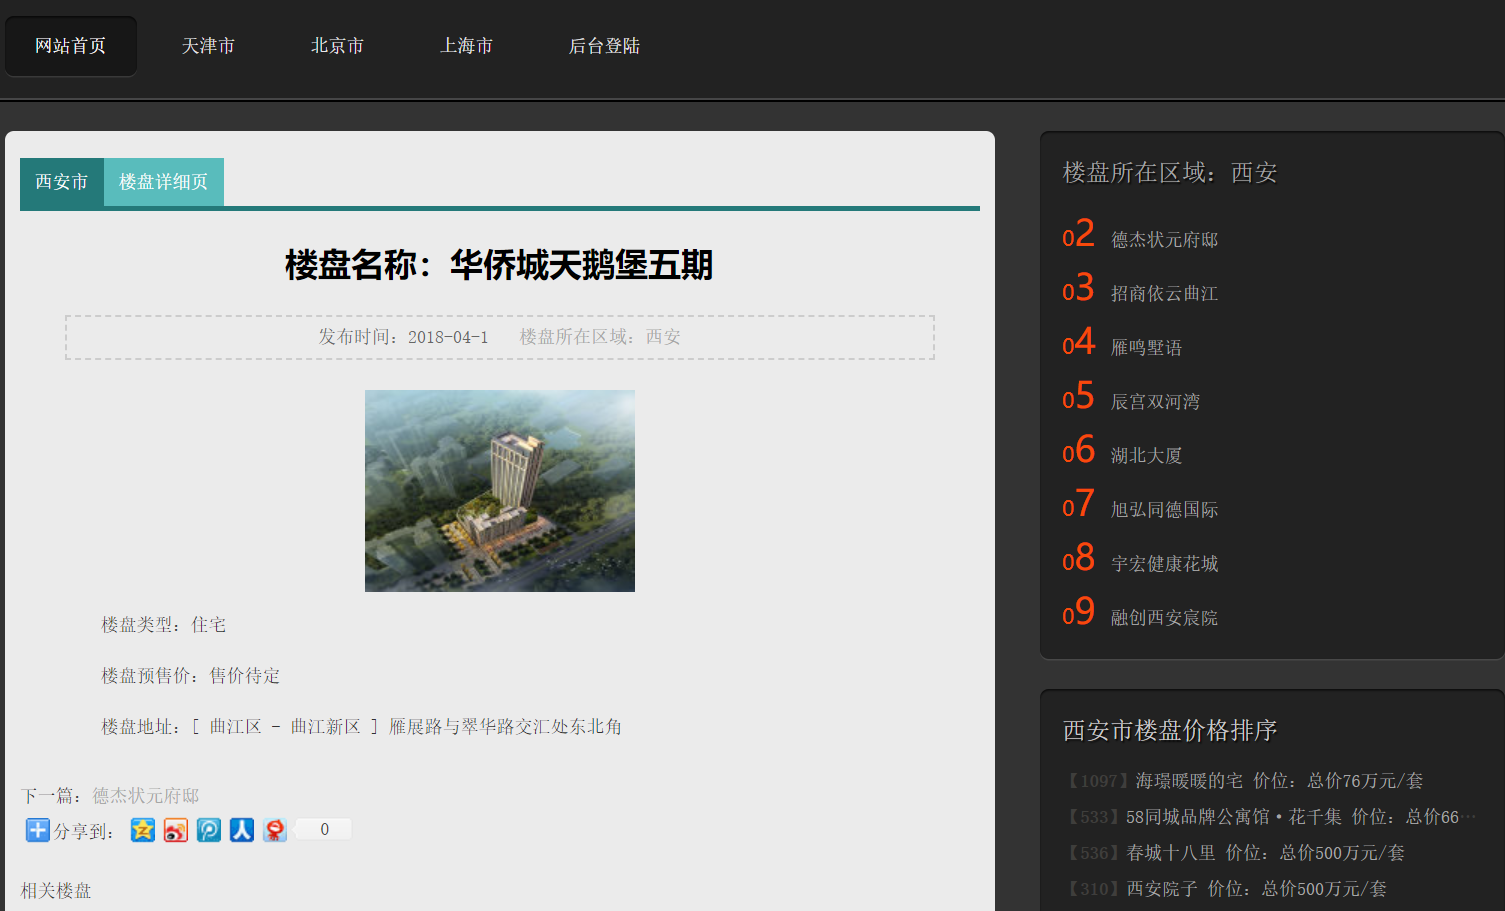 网站首页 天津市 北京市 上海市 后台登陆
西安市 楼盘详细页
楼盘名称：华侨城天鹅堡五期
发布时间：2018-04-1 楼盘所在区域：西安
楼盘类型：住宅
楼盘预售价：售价待定
楼盘地址：[ 曲江区 - 曲江新区 ] 雁展路与翠华路交汇处东北角
下一篇：德杰状元府邸
分享到： 0
相关楼盘
楼盘所在区域：西安
02 德杰状元府邸
03 招商依云曲江
04 雁鸣墅语
05 辰宫双河湾
06 湖北大厦
07 旭弘同德国际
08 宇宏健康花城
09 融创西安宸院
西安市楼盘价格排序
【1097】海璟暖暖的宅 价位：总价76万元/套
【533】58同城品牌公寓馆·花千集 价位：总价66…
【536】春城十八里 价位：总价500万元/套
【310】西安院子 价位：总价500万元/套